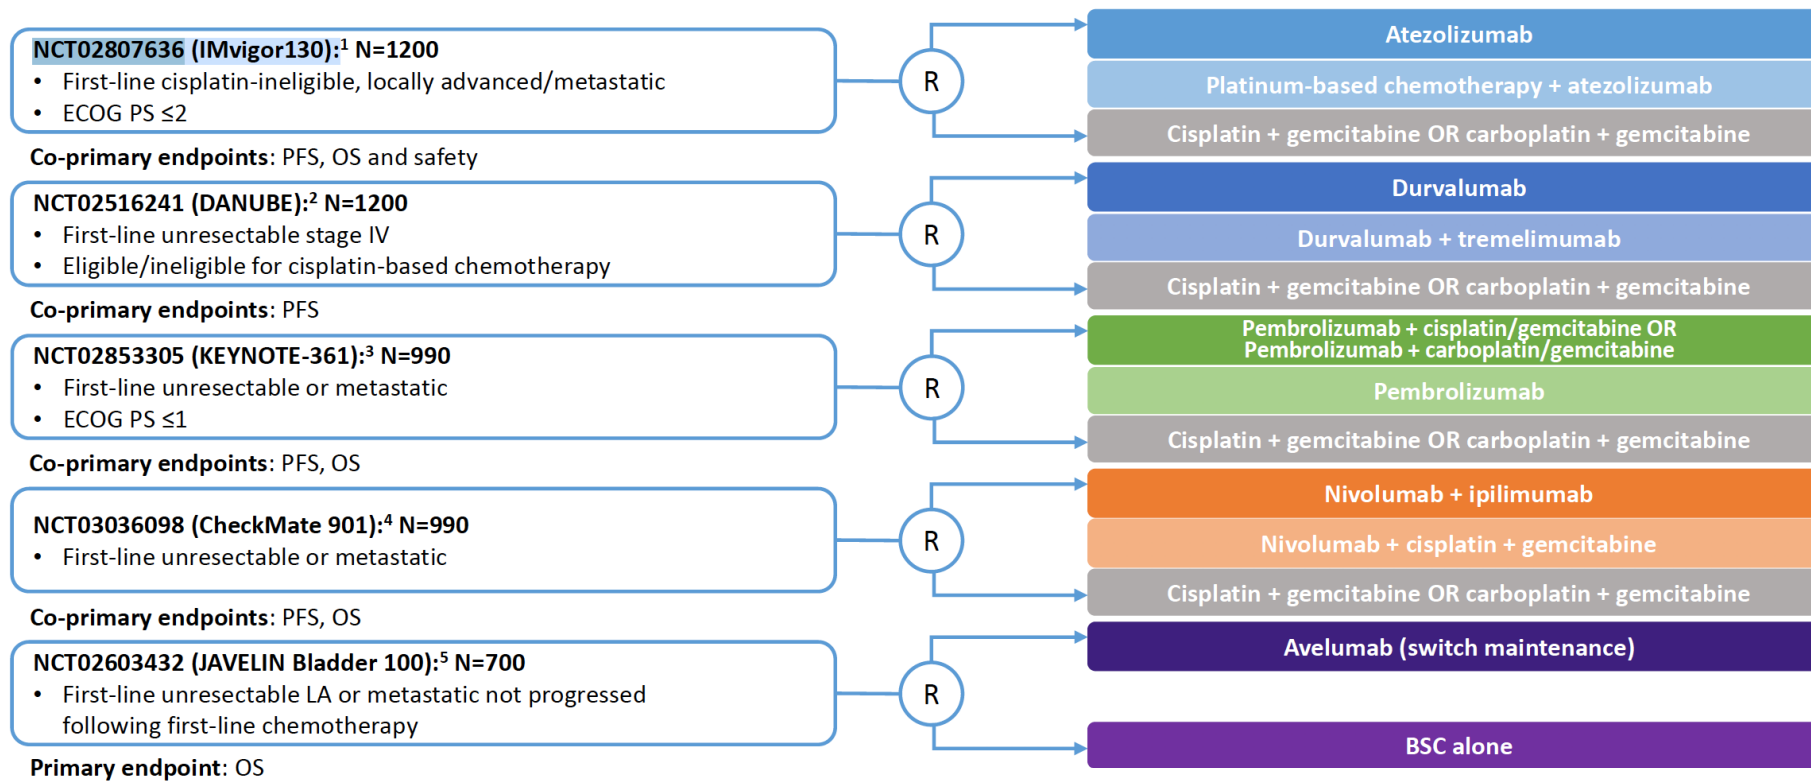 NCT02807636 (IMvigor130):1 N=1200
• First-line cisplatin-ineligible, locally advanced/metastatic
• ECOG PS ≤2
Co-primary endpoints: PFS, OS and safety
R
Atezolizumab
Platinum-based chemotherapy + atezolizumab
Cisplatin + gemcitabine OR carboplatin + gemcitabine
NCT02516241 (DANUBE):2 N=1200
• First-line unresectable stage IV
• Eligible/ineligible for cisplatin-based chemotherapy
Co-primary endpoints: PFS
R
Durvalumab
Durvalumab + tremelimumab
Cisplatin + gemcitabine OR carboplatin + gemcitabine
NCT02853305 (KEYNOTE-361):3 N=990
• First-line unresectable or metastatic
• ECOG PS ≤1
Co-primary endpoints: PFS, OS
R
Pembrolizumab + cisplatin/gemcitabine OR
Pembrolizumab + carboplatin/gemcitabine
Pembrolizumab
Cisplatin + gemcitabine OR carboplatin + gemcitabine
NCT03036098 (CheckMate 901):4 N=990
• First-line unresectable or metastatic
Co-primary endpoints: PFS, OS
R
Nivolumab + ipilimumab
Nivolumab + cisplatin + gemcitabine
Cisplatin + gemcitabine OR carboplatin + gemcitabine
NCT02603432 (JAVELIN Bladder 100):5 N=700
• First-line unresectable LA or metastatic not progressed
following first-line chemotherapy
Primary endpoint: OS
R
Avelumab (switch maintenance)
BSC alone